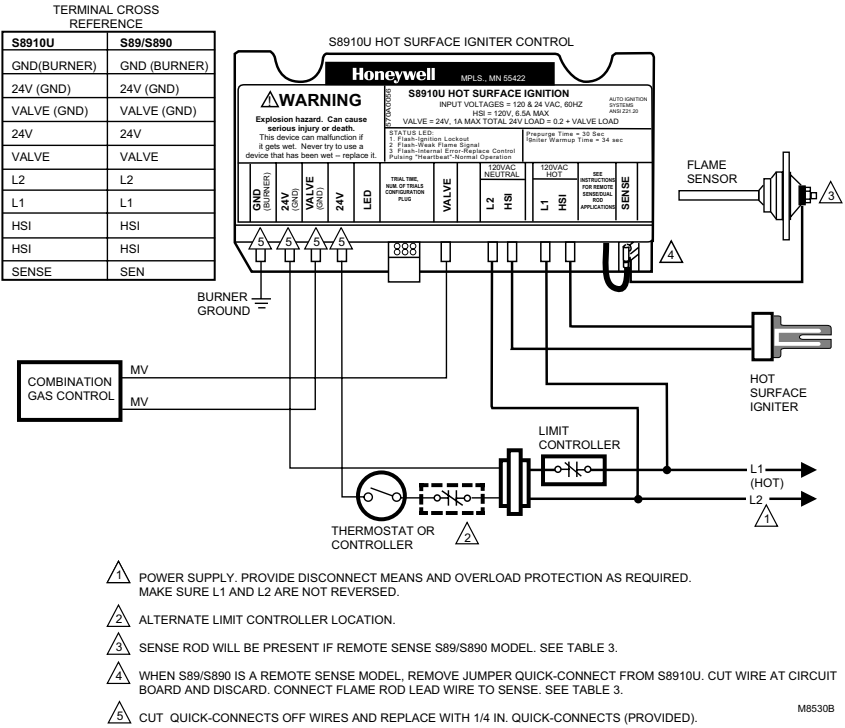 TERMINAL CROSS
REFERENCE
S8910U S89/S890
GND(BURNER) GND (BURNER)
24V (GND) 24V (GND)
VALVE (GND) VALVE (GND)
24V 24V
VALVE VALVE
L2 L2
L1 L1
HSI HSI
HSI HSI
SENSE SEN
S8910U HOT SURFACE IGNITER CONTROL
Honeywell MPLS., MN 55422
WARNING
Explosion hazard. Can cause
serious injury or death.
This device can malfunction if
it gets wet. Never try to use a
device that has been wet – replace it.
570A0056
S8910U HOT SURFACE IGNITION
INPUT VOLTAGES = 120 & 24 VAC, 60HZ
HSI = 120V, 6.5A MAX
VALVE = 24V, 1A MAX TOTAL 24V LOAD = 0.2 + VALVE LOAD
AUTO IGNITION
SYSTEMS
ANSI Z21.20
STATUS LED:
1. Flash-Ignition Lockout
2 Flash-Weak Flame Signal
3 Flash-Internal Error-Replace Control
Pulsing "Heartbeat"-Normal Operation
Prepurge Time = 30 Sec
Igniter Warmup Time = 34 sec
GND
(BURNER)
24V
(GND)
VALVE
(GND)
24V
LED
TRIAL TIME,
NUM. OF TRIALS
CONFIGURATION
PLUG
VALVE
120VAC
NEUTRAL
L2
HSI
120VAC
HOT
L1
HSI
SEE
INSTRUCTIONS
FOR REMOTE
SENSE/DUAL
ROD
APPLICATIONS
SENSE
5 5 5 5
4
FLAME
SENSOR
3
BURNER
GROUND
HOT
SURFACE
IGNITER
COMBINATION
GAS CONTROL
MV
MV
LIMIT
CONTROLLER
L1
(HOT)
L2
1
THERMOSTAT OR
CONTROLLER
2
1 POWER SUPPLY. PROVIDE DISCONNECT MEANS AND OVERLOAD PROTECTION AS REQUIRED.
MAKE SURE L1 AND L2 ARE NOT REVERSED.
2 ALTERNATE LIMIT CONTROLLER LOCATION.
3 SENSE ROD WILL BE PRESENT IF REMOTE SENSE S89/S890 MODEL. SEE TABLE 3.
4 WHEN S89/S890 IS A REMOTE SENSE MODEL, REMOVE JUMPER QUICK-CONNECT FROM S8910U. CUT WIRE AT CIRCUIT
BOARD AND DISCARD. CONNECT FLAME ROD LEAD WIRE TO SENSE. SEE TABLE 3.
5 CUT QUICK-CONNECTS OFF WIRES AND REPLACE WITH 1/4 IN. QUICK-CONNECTS (PROVIDED).
M8530B